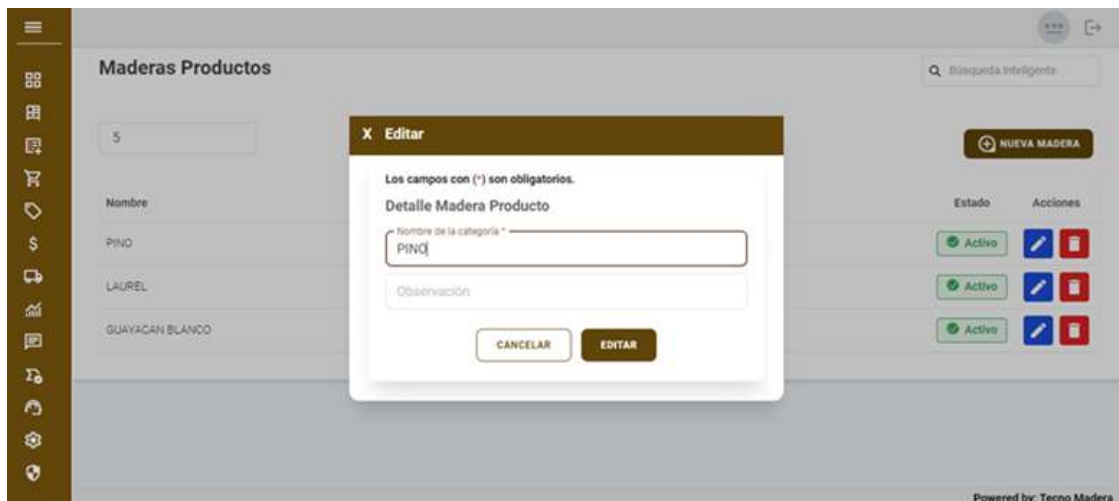 Maderas Productos
Búsqueda Inteligente
5
NUEVA MADERA
X Editar
Los campos con (*) son obligatorios.
Detalle Madera Producto
Nombre de la categoría *
PINO
Observación
CANCELAR
EDITAR
Nombre
Estado
Acciones
PINO
Activo
LAUREL
Activo
GUAYACAN BLANCO
Activo
Powered by: Tecno Madera